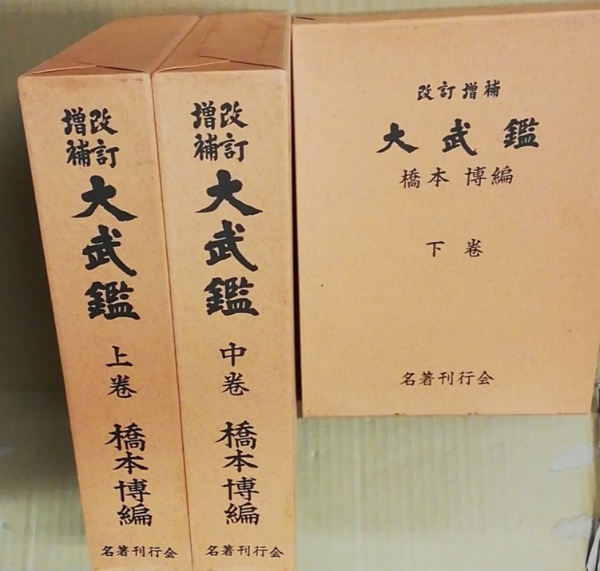 改訂
増補
大武鑑
上巻
橋本博編
名著刊行会
改訂
増補
大武鑑
中巻
橋本博編
名著刊行会
改訂増補
大武鑑
橋本 博編
下巻
名著刊行会